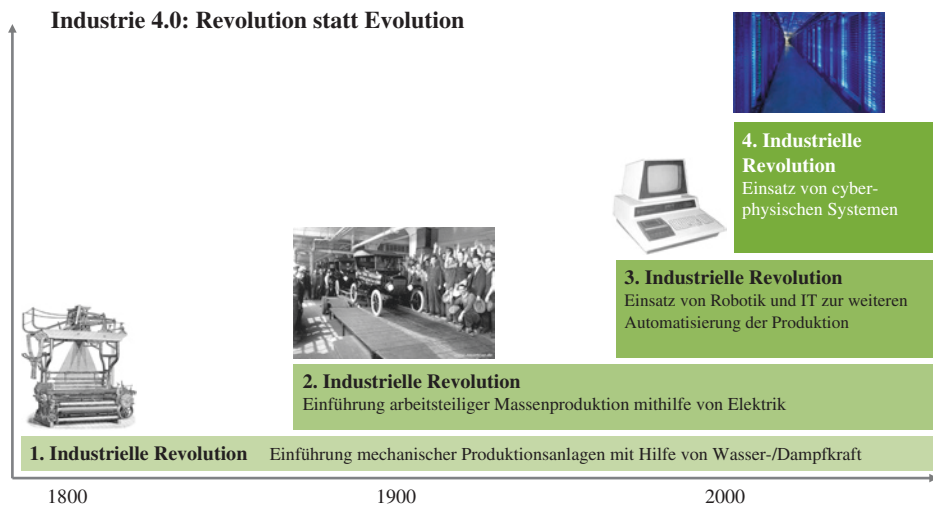 Industrie 4.0: Revolution statt Evolution
4. Industrielle
Revolution
Einsatz von cyber-
physischen Systemen
3. Industrielle Revolution
Einsatz von Robotik und IT zur weiteren
Automatisierung der Produktion
2. Industrielle Revolution
Einführung arbeitsteiliger Massenproduktion mithilfe von Elektrik
1. Industrielle Revolution Einführung mechanischer Produktionsanlagen mit Hilfe von Wasser-/Dampfkraft
1800 1900 2000